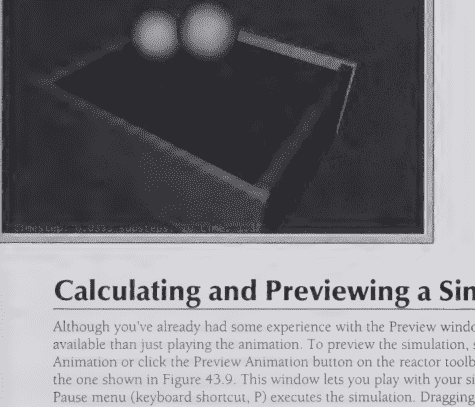 Calculating and Previewing a Sin
Although you've already had some experience with the Preview windo
available than just playing the animation. To preview the simulation, s
Animation or click the Preview Animation button on the reactor toolb
the one shown in Figure 43.9. This window lets you play with your si
Pause menu (keyboard shortcut, P) executes the simulation. Dragging